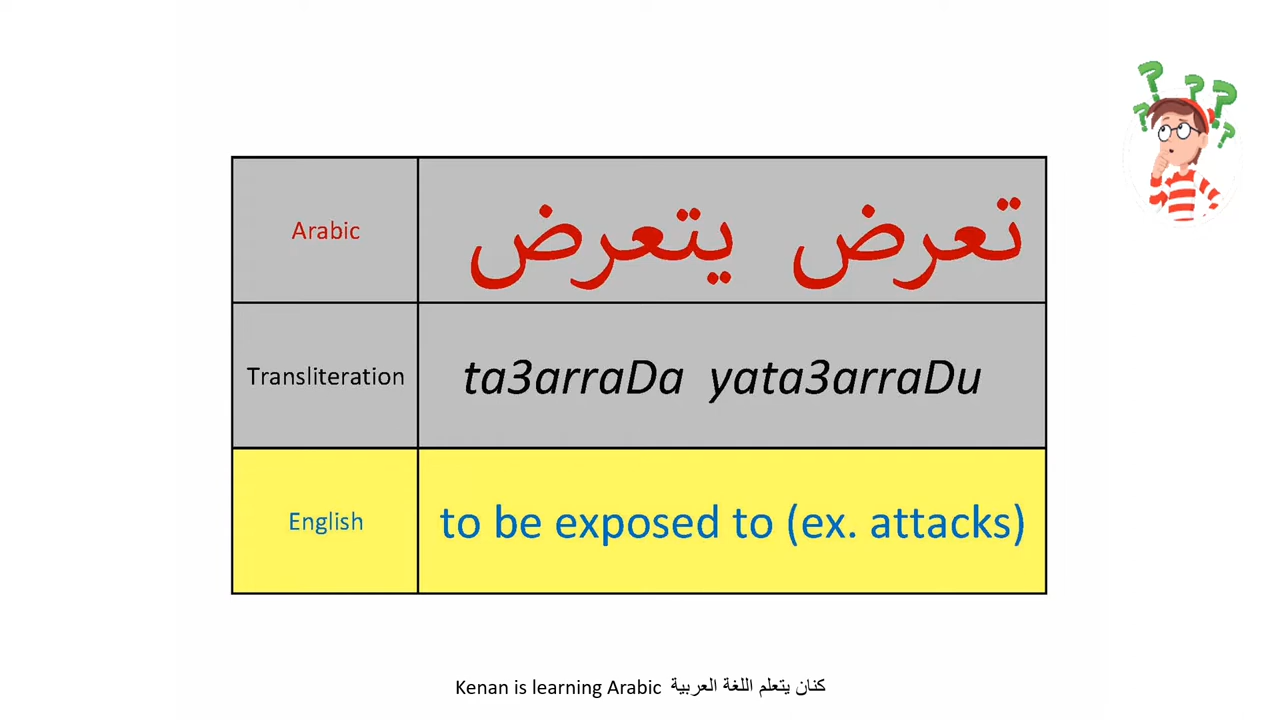 Arabic
تعرض يتعرض
Transliteration
ta3arraDa yata3arraDu
English
to be exposed to (ex. attacks)
Kenan is learning Arabic كنان يتعلم اللغة العربية